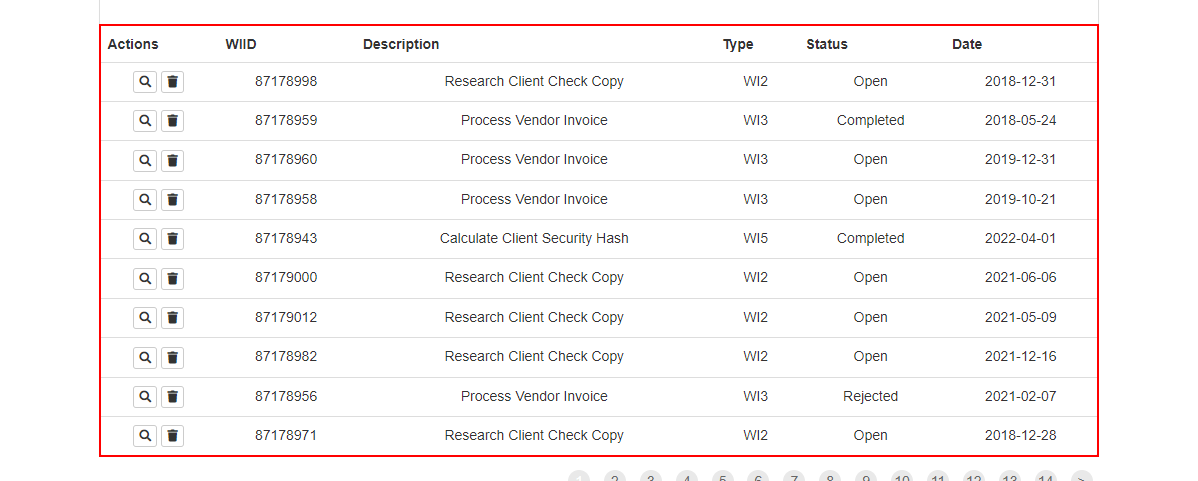 Actions WIID Description Type Status Date
87178998 Research Client Check Copy WI2 Open 2018-12-31
87178959 Process Vendor Invoice WI3 Completed 2018-05-24
87178960 Process Vendor Invoice WI3 Open 2019-12-31
87178958 Process Vendor Invoice WI3 Open 2019-10-21
87178943 Calculate Client Security Hash WI5 Completed 2022-04-01
87179000 Research Client Check Copy WI2 Open 2021-06-06
87179012 Research Client Check Copy WI2 Open 2021-05-09
87178982 Research Client Check Copy WI2 Open 2021-12-16
87178956 Process Vendor Invoice WI3 Rejected 2021-02-07
87178971 Research Client Check Copy WI2 Open 2018-12-28
1 2 3 4 5 6 7 8 9 10 11 12 13 14 >